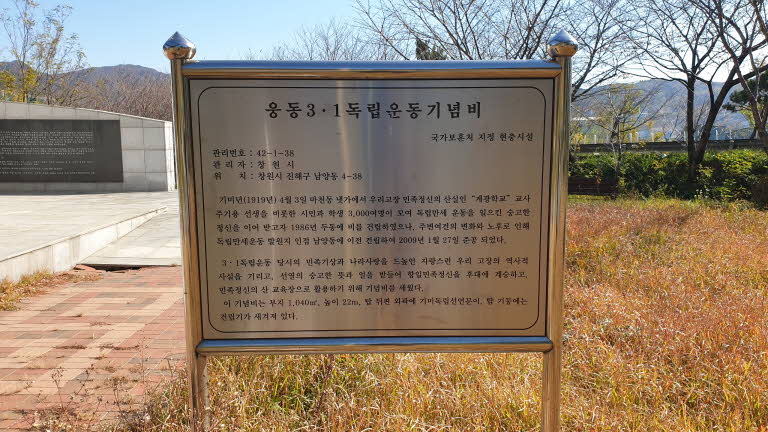 웅동3·1독립운동기념비
국가보훈처 지정 현충시설
관리번호 : 42-1-38
관 리 자 : 창원시
위 치 : 창원시 진해구 남양동 4-38
기미년(1919년) 4월 3일 마천동 냇가에서 우리고장 민족정신의 산실인 "계광학교" 교사
주기용 선생을 비롯한 시민과 학생 3,000여명이 모여 독립만세 운동을 일으킨 숭고한
정신을 이어 받고자 1986년 두동에 비를 건립하였으나, 주변여건의 변화와 노후로 인해
독립만세운동 발원지 인접 남양동에 이전 건립하여 2009년 1월 27일 준공 되었다.
3·1독립운동 당시의 민족기상과 나라사랑을 드높인 자랑스런 우리 고장의 역사적
사실을 기리고, 선열의 숭고한 뜻과 얼을 받들어 항일민족정신을 후대에 계승하고,
민족정신의 산 교육장으로 활용하기 위해 기념비를 세웠다.
이 기념비는 부지 1,040㎡, 높이 22m, 탑 뒤편 외곽에 기미독립선언문이, 탑 기둥에는
건립기가 새겨져 있다.